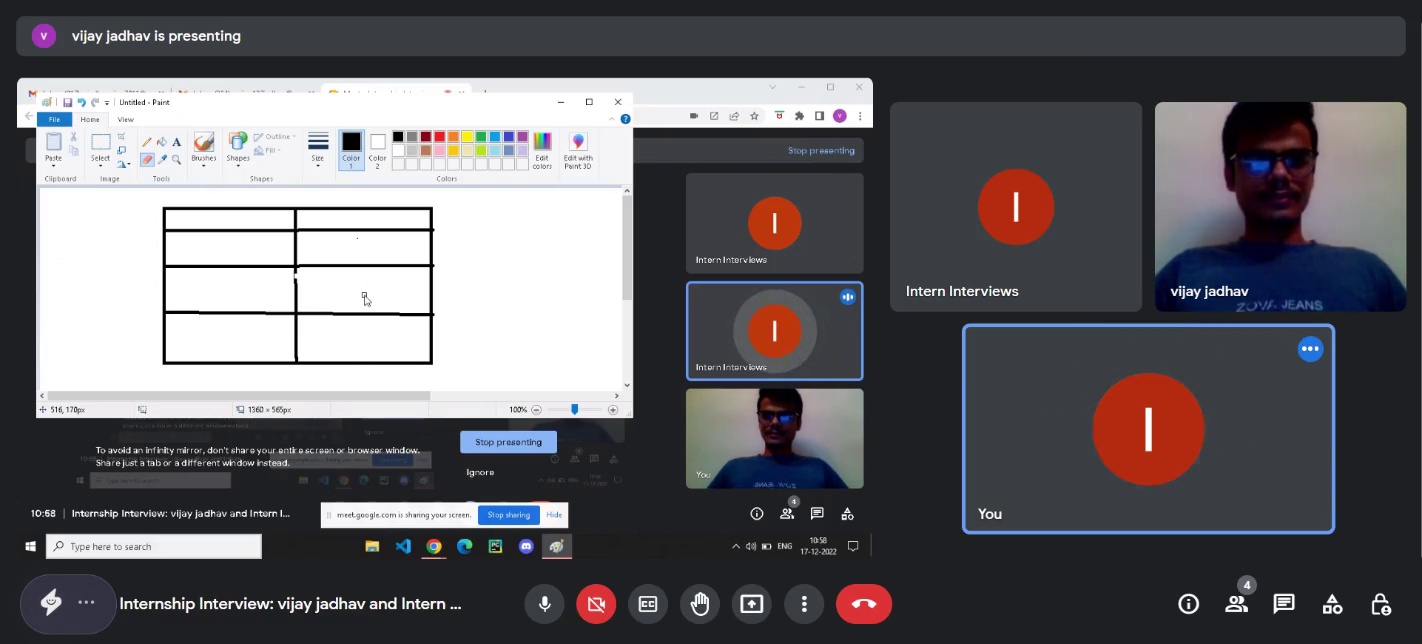 V vijay jadhav is presenting
Untitled - Paint
File Home View
Paste
Select
Brushes
Shapes
Outline
Fill
Size
Color 1
Color 2
Edit colors
Edit with Paint 3D
Clipboard
Image
Tools
Shapes
Colors
516, 170px
1360 × 565px
100%
To avoid an infinity mirror, don't share your entire screen or browser window.
Share just a tab or a different window instead.
Stop presenting
Ignore
10:58 | Internship Interview: vijay jadhav and Intern I...
meet.google.com is sharing your screen.
Stop sharing
Hide
Type here to search
ENG
10:58
17-12-2022
Stop presenting
I
Intern Interviews
I
Intern Interviews
You
4
I
Intern Interviews
ZOVA JEANS
vijay jadhav
I
You
Internship Interview: vijay jadhav and Intern ...
CC
4